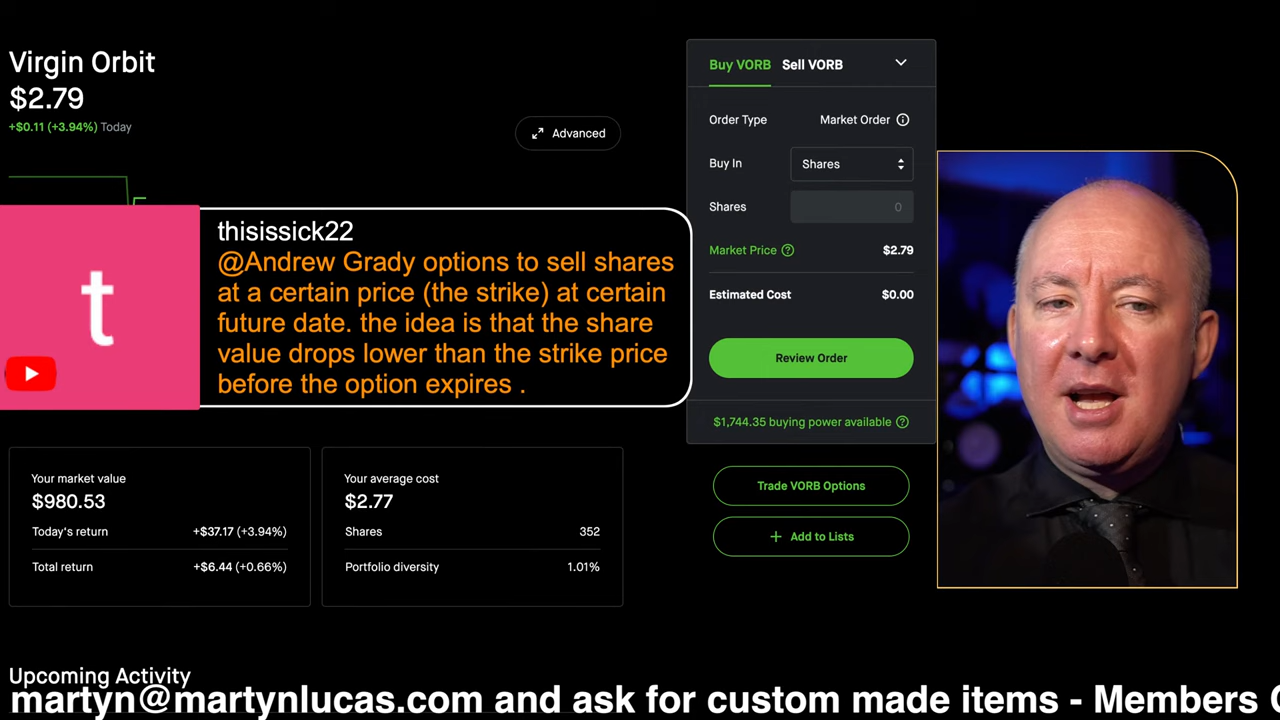 Virgin Orbit
$2.79
+$0.11 (+3.94%) Today
Advanced
Buy VORB Sell VORB
Order Type Market Order
Buy In Shares
Shares 0
Market Price $2.79
Estimated Cost $0.00
Review Order
$1,744.35 buying power available
t
thisissick22
@Andrew Grady options to sell shares
at a certain price (the strike) at certain
future date. the idea is that the share
value drops lower than the strike price
before the option expires .
Your market value
$980.53
Today's return +$37.17 (+3.94%)
Total return +$6.44 (+0.66%)
Your average cost
$2.77
Shares 352
Portfolio diversity 1.01%
Trade VORB Options
+ Add to Lists
Upcoming Activity
martyn@martynlucas.com and ask for custom made items - Members